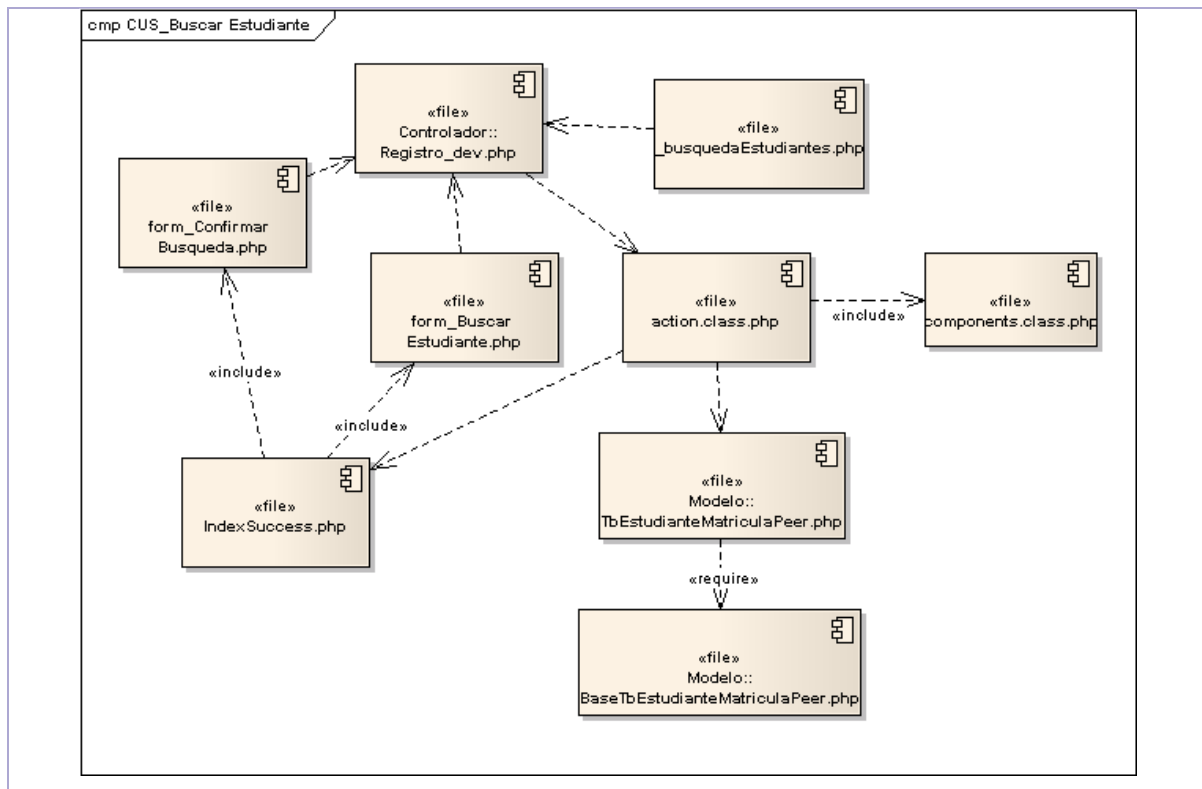 cmp CUS_Buscar Estudiante
«file»
Controlador::
Registro_dev.php
«file»
_busquedaEstudiantes.php
«file»
form_Confirmar
Busqueda.php
«file»
form_Buscar
Estudiante.php
«file»
action.class.php
«include»
«file»
components.class.php
«include»
«include»
«file»
IndexSuccess.php
«file»
Modelo::
TbEstudianteMatriculaPeer.php
«require»
«file»
Modelo::
BaseTbEstudianteMatriculaPeer.php